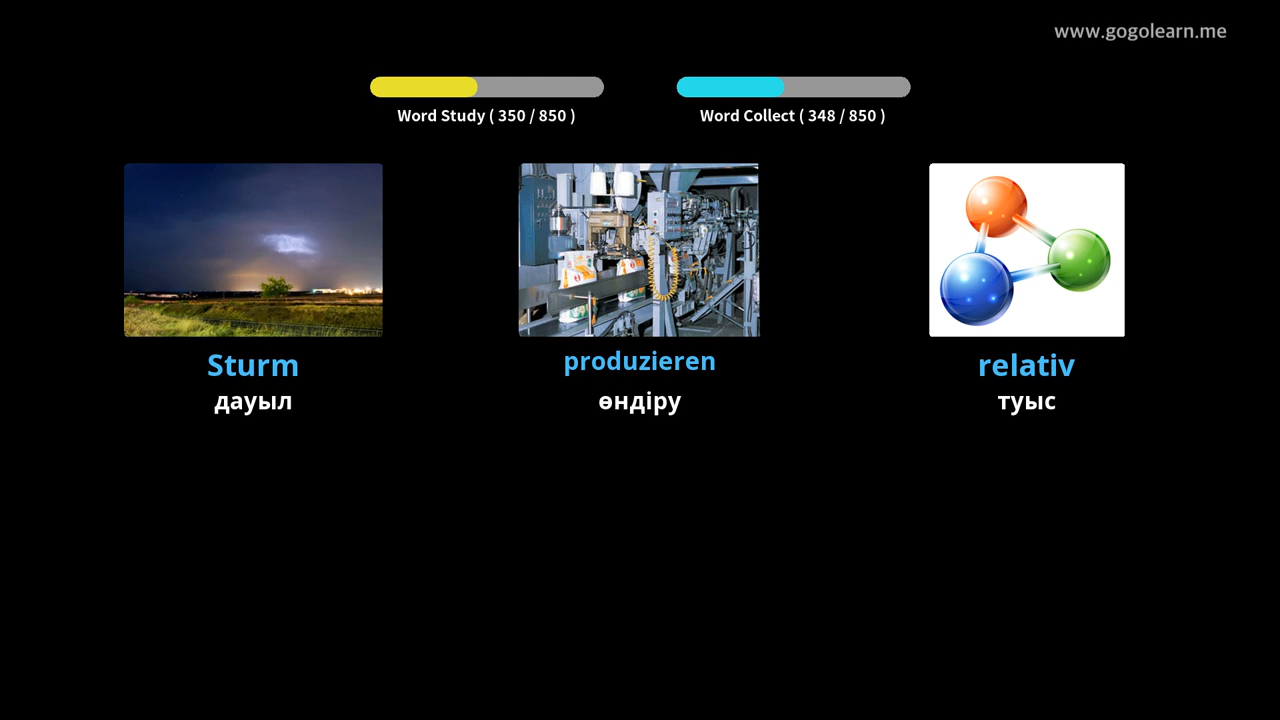 www.gogolearn.me
Word Study ( 350 / 850 )
Word Collect ( 348 / 850 )
Sturm
produzieren
relativ
дауыл
өндіру
туыс